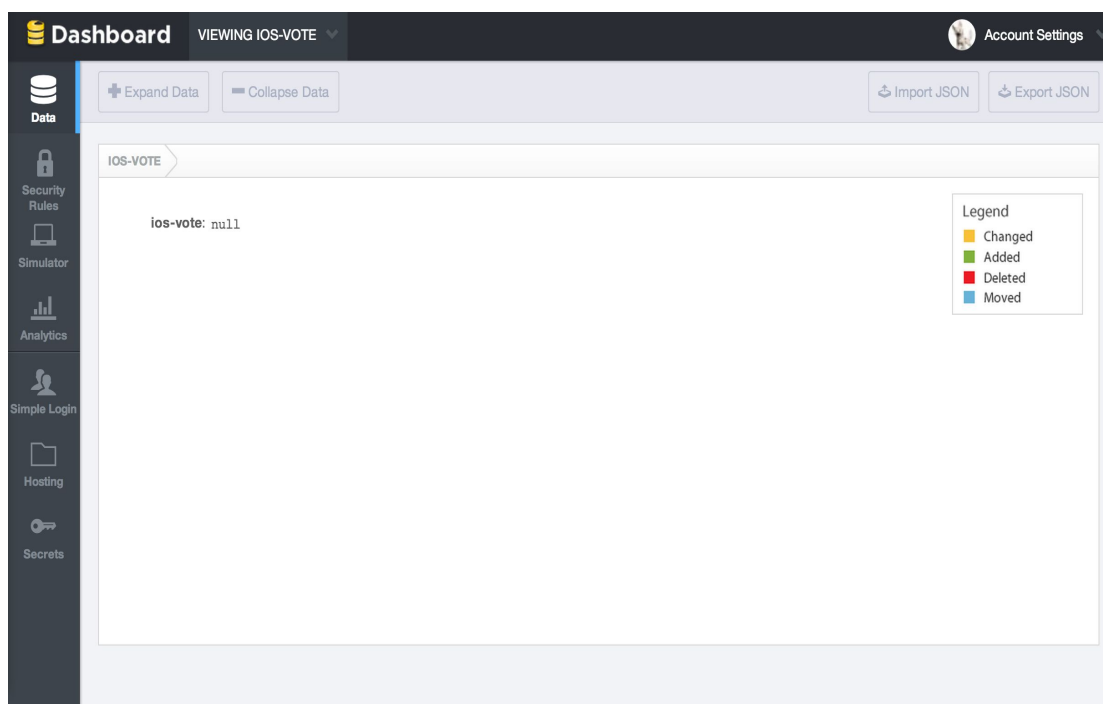 Dashboard VIEWING IOS-VOTE Account Settings
Data
Expand Data Collapse Data Import JSON Export JSON
Security
Rules
Simulator
Analytics
Simple Login
Hosting
Secrets
IOS-VOTE
ios-vote: null
Legend
Changed
Added
Deleted
Moved